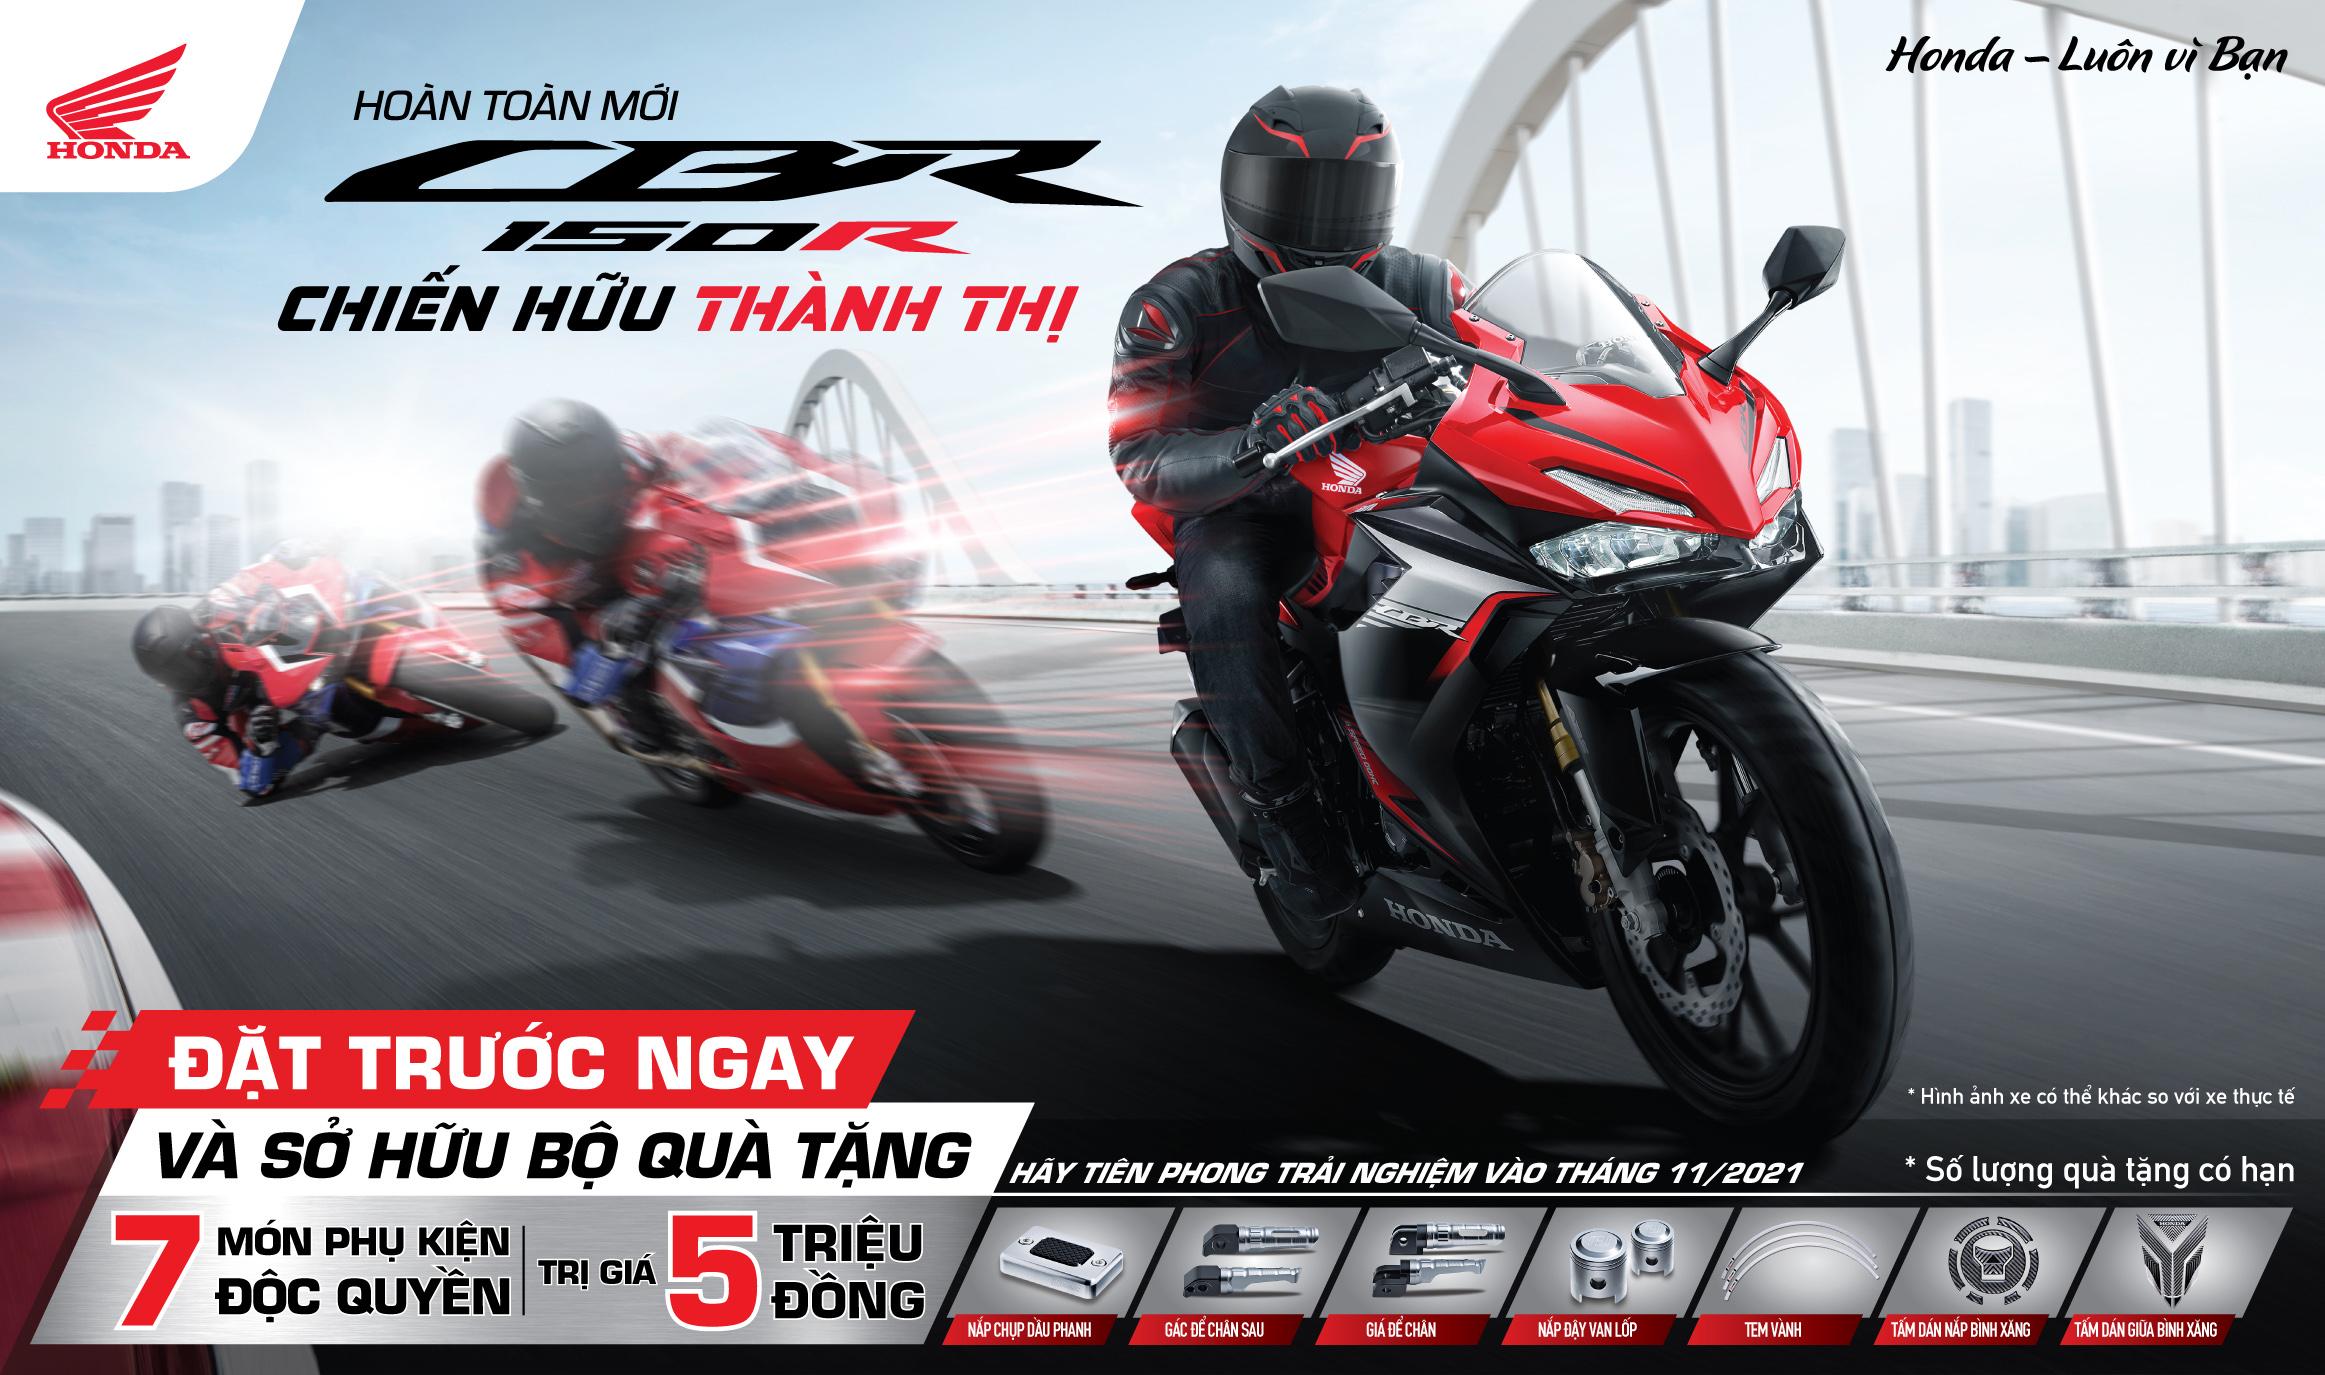 HONDA
Honda – Luôn vì Bạn
HOÀN TOÀN MỚI
CBR
150R
CHIẾN HỮU THÀNH THỊ
HONDA
CBR
HONDA
ĐẶT TRƯỚC NGAY
VÀ SỞ HỮU BỘ QUÀ TẶNG
7 MÓN PHỤ KIỆN ĐỘC QUYỀN
TRỊ GIÁ 5 TRIỆU ĐỒNG
* Hình ảnh xe có thể khác so với xe thực tế
HÃY TIÊN PHONG TRẢI NGHIỆM VÀO THÁNG 11/2021
* Số lượng quà tặng có hạn
NẮP CHỤP DẦU PHANH
GÁC ĐỂ CHÂN SAU
GIÁ ĐỂ CHÂN
NẮP ĐẬY VAN LỐP
TEM VÀNH
TẤM DÁN NẮP BÌNH XĂNG
TẤM DÁN GIỮA BÌNH XĂNG